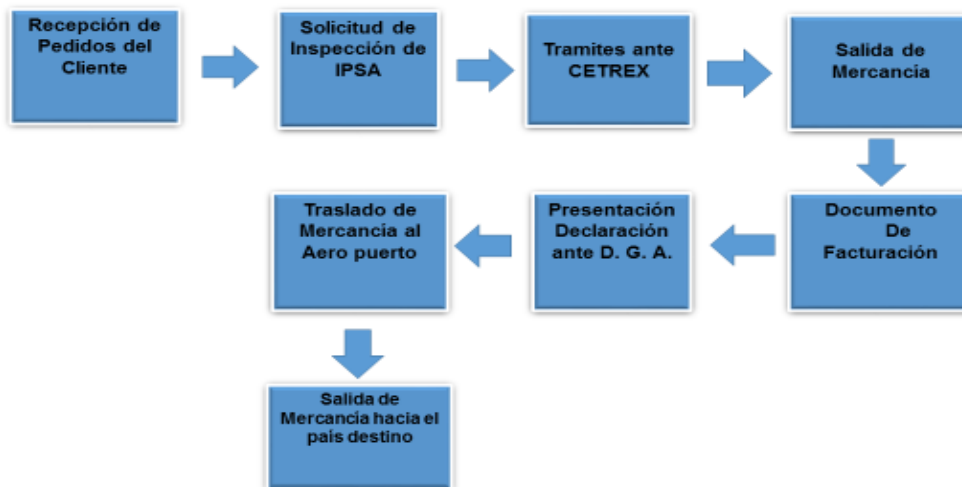 Recepción de
Pedidos del
Cliente
Solicitud de
Inspección de
IPSA
Tramites ante
CETREX
Salida de
Mercancía
Documento
De
Facturación
Presentación
Declaración
ante D. G. A.
Traslado de
Mercancía al
Aero puerto
Salida de
Mercancía hacia el
país destino